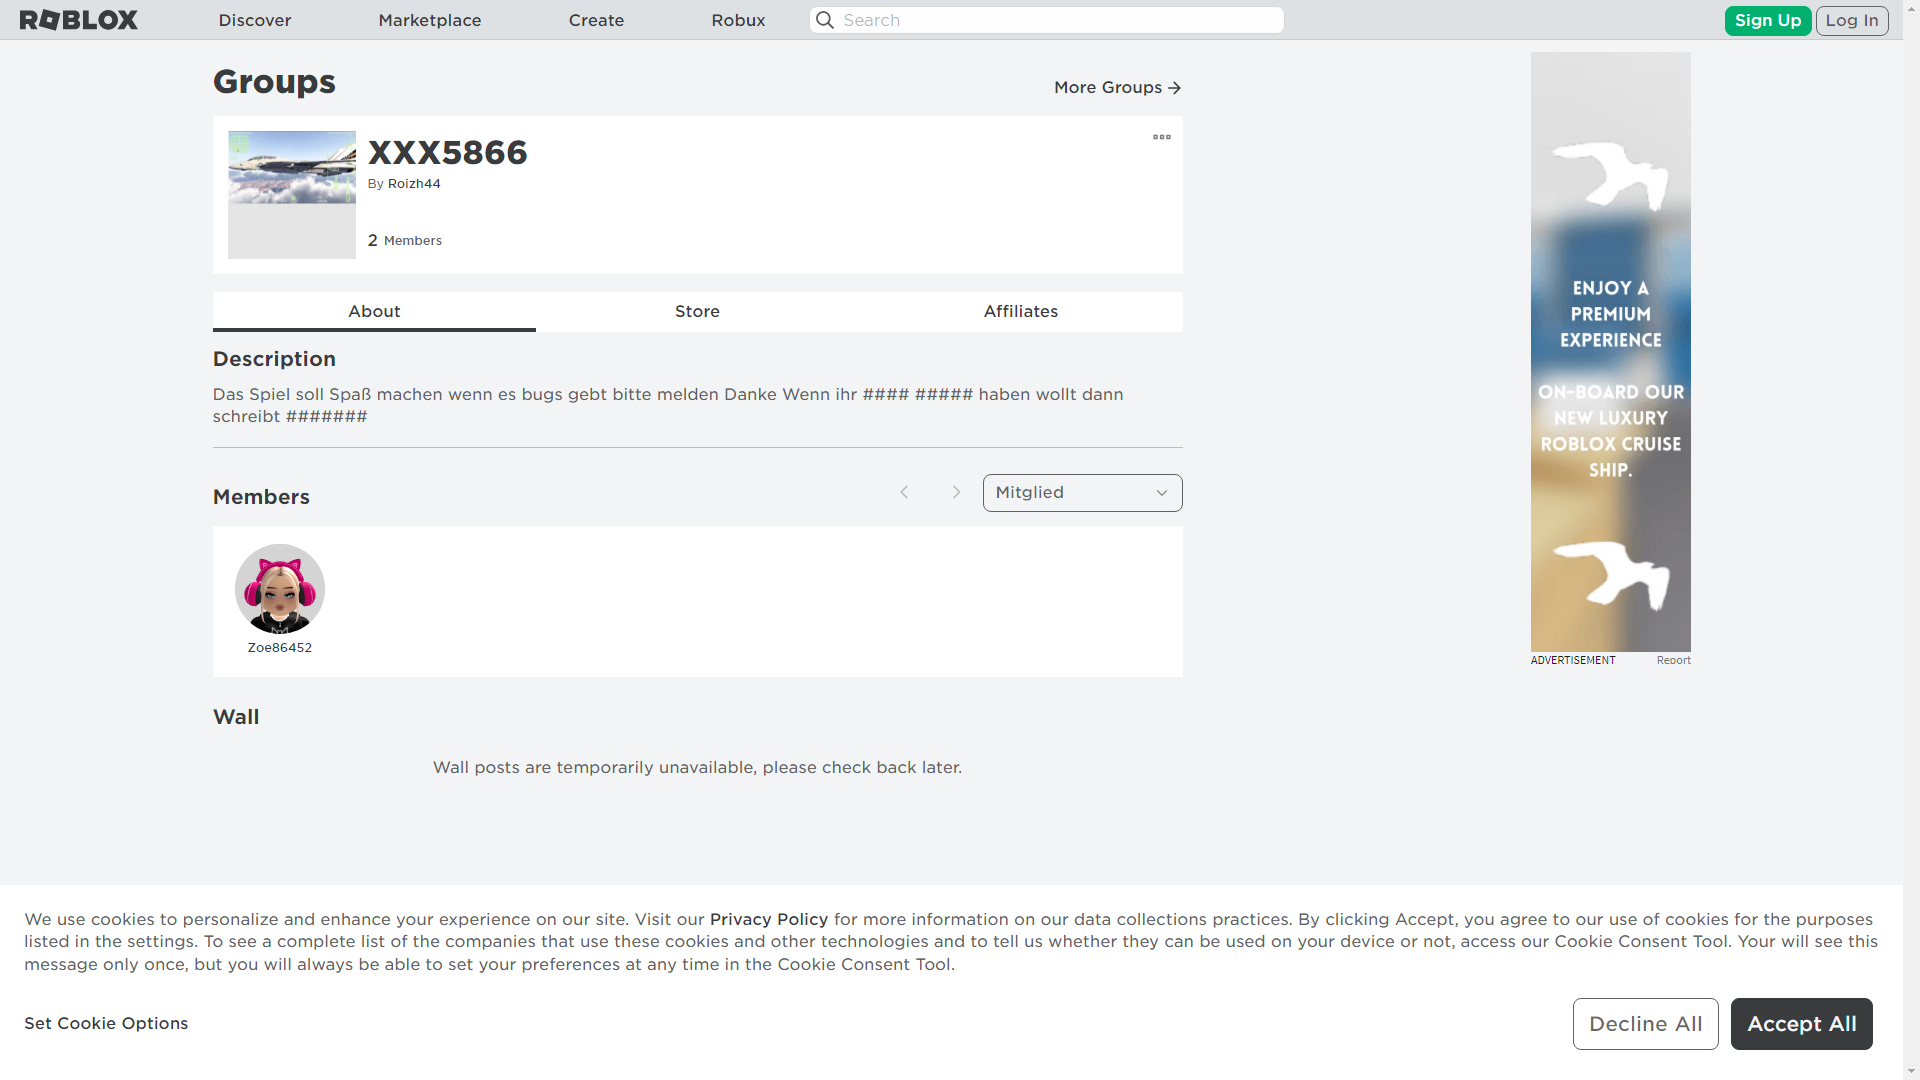 ROBLOX
Discover
Marketplace
Create
Robux
Search
Sign Up
Log In
Groups
More Groups
XXX5866
By Roizh44
2 Members
About
Store
Affiliates
Description
Das Spiel soll Spaß machen wenn es bugs gebt bitte melden Danke Wenn ihr #### ##### haben wollt dann
schreibt #######
Members
Mitglied
Zoe86452
Wall
Wall posts are temporarily unavailable, please check back later.
ENJOY A
PREMIUM
EXPERIENCE
ON-BOARD OUR
NEW LUXURY
ROBLOX CRUISE
SHIP.
ADVERTISEMENT
Report
We use cookies to personalize and enhance your experience on our site. Visit our Privacy Policy for more information on our data collections practices. By clicking Accept, you agree to our use of cookies for the purposes
listed in the settings. To see a complete list of the companies that use these cookies and other technologies and to tell us whether they can be used on your device or not, access our Cookie Consent Tool. Your will see this
message only once, but you will always be able to set your preferences at any time in the Cookie Consent Tool.
Set Cookie Options
Decline All
Accept All